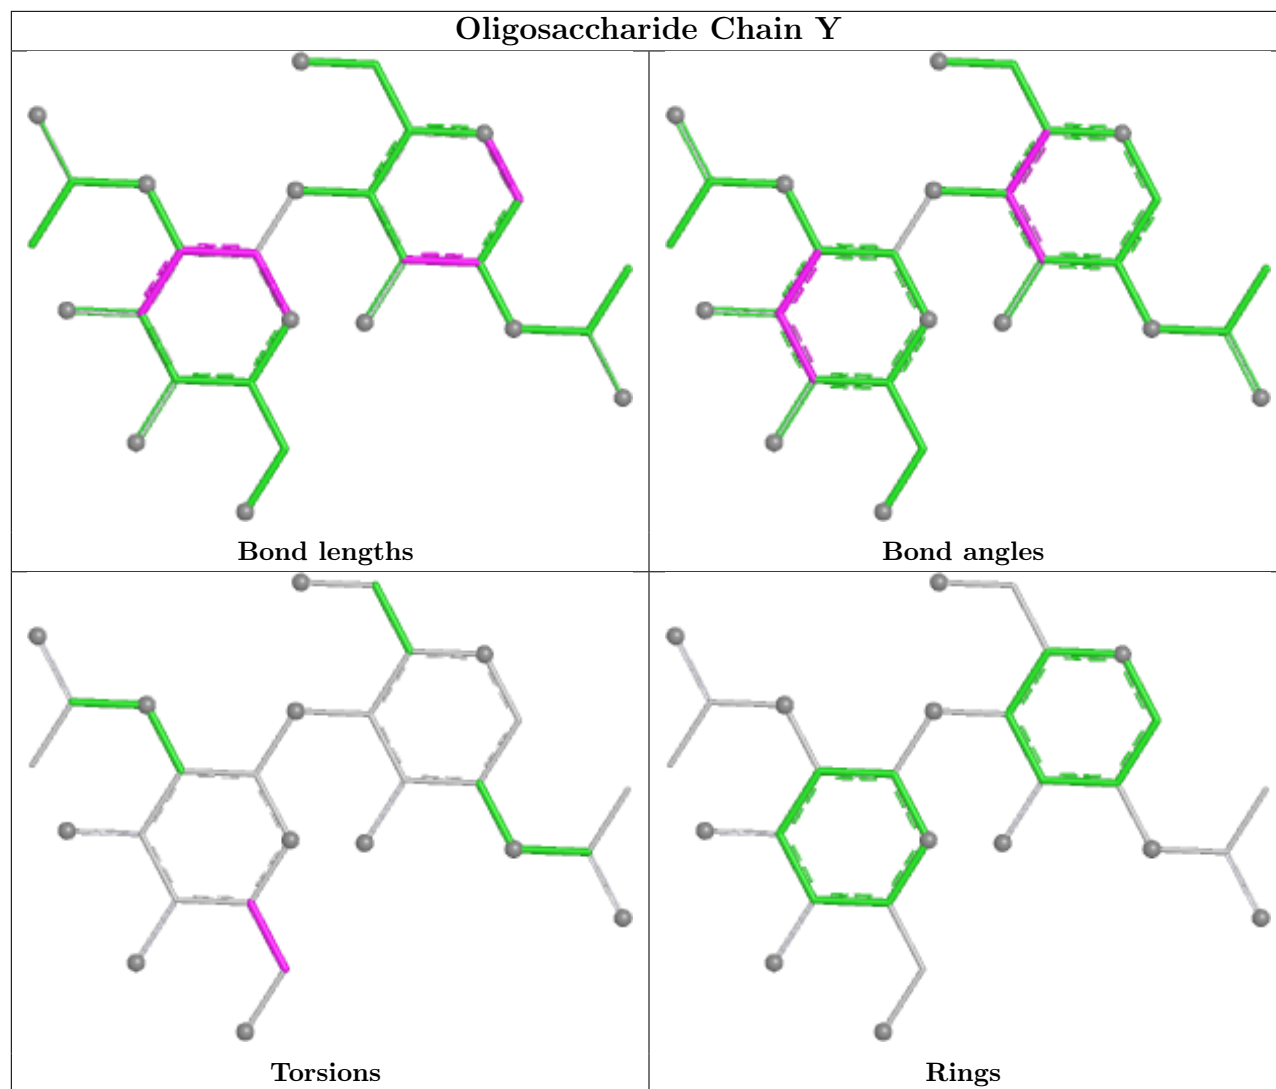 Oligosaccharide Chain Y
Bond lengths
Bond angles
Torsions
Rings